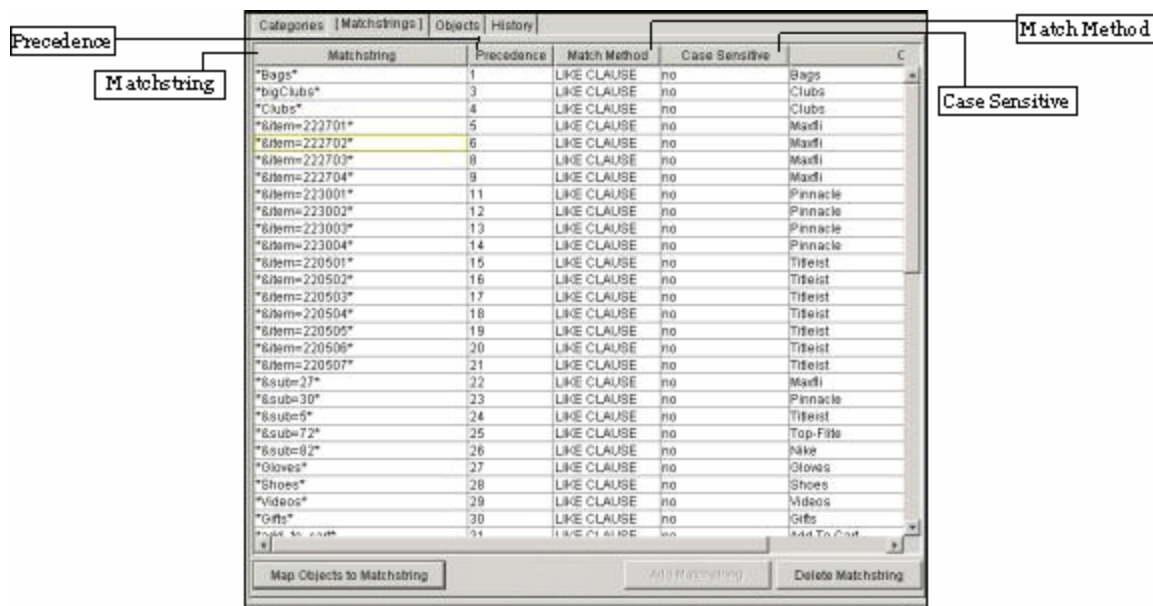 Categories [Matchstrings] Objects History
Precedence
Match Method
Matchstring
Case Sensitive
Matchstring Precedence Match Method Case Sensitive C
*Bags* 1 LIKE CLAUSE no Bags
*bigClubs* 3 LIKE CLAUSE no Clubs
*Clubs* 4 LIKE CLAUSE no Clubs
*&item=222701* 5 LIKE CLAUSE no Maxfli
*&item=222702* 6 LIKE CLAUSE no Maxfli
*&item=222703* 8 LIKE CLAUSE no Maxfli
*&item=222704* 9 LIKE CLAUSE no Maxfli
*&item=223001* 11 LIKE CLAUSE no Pinnacle
*&item=223002* 12 LIKE CLAUSE no Pinnacle
*&item=223003* 13 LIKE CLAUSE no Pinnacle
*&item=223004* 14 LIKE CLAUSE no Pinnacle
*&item=220501* 15 LIKE CLAUSE no Titleist
*&item=220502* 16 LIKE CLAUSE no Titleist
*&item=220503* 17 LIKE CLAUSE no Titleist
*&item=220504* 18 LIKE CLAUSE no Titleist
*&item=220505* 19 LIKE CLAUSE no Titleist
*&item=220506* 20 LIKE CLAUSE no Titleist
*&item=220507* 21 LIKE CLAUSE no Titleist
*&sub=27* 22 LIKE CLAUSE no Maxfli
*&sub=30* 23 LIKE CLAUSE no Pinnacle
*&sub=5* 24 LIKE CLAUSE no Titleist
*&sub=72* 25 LIKE CLAUSE no Top-Flite
*&sub=82* 26 LIKE CLAUSE no Nike
*Gloves* 27 LIKE CLAUSE no Gloves
*Shoes* 28 LIKE CLAUSE no Shoes
*Videos* 29 LIKE CLAUSE no Videos
*Gifts* 30 LIKE CLAUSE no Gifts
*add_to_cart* 31 LIKE CLAUSE no Add To Cart
Map Objects to Matchstring Add Matchstring Delete Matchstring